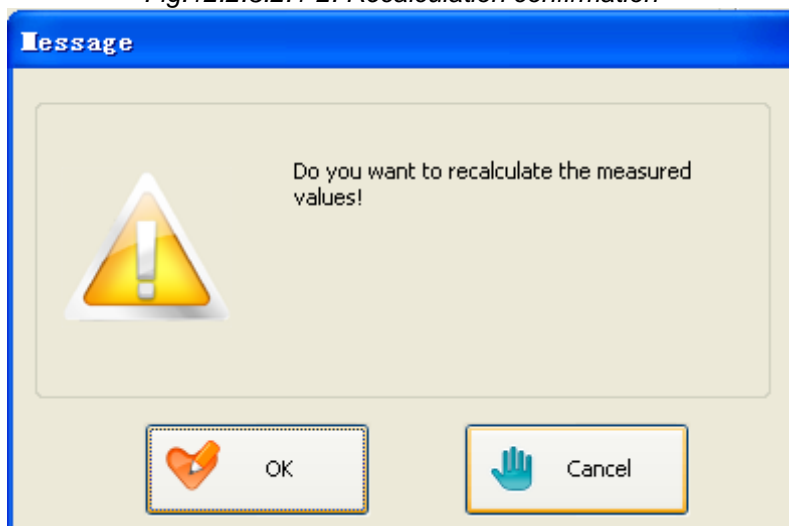 Recalculation confirmation
Message
Do you want to recalculate the measured
values!
OK
Cancel